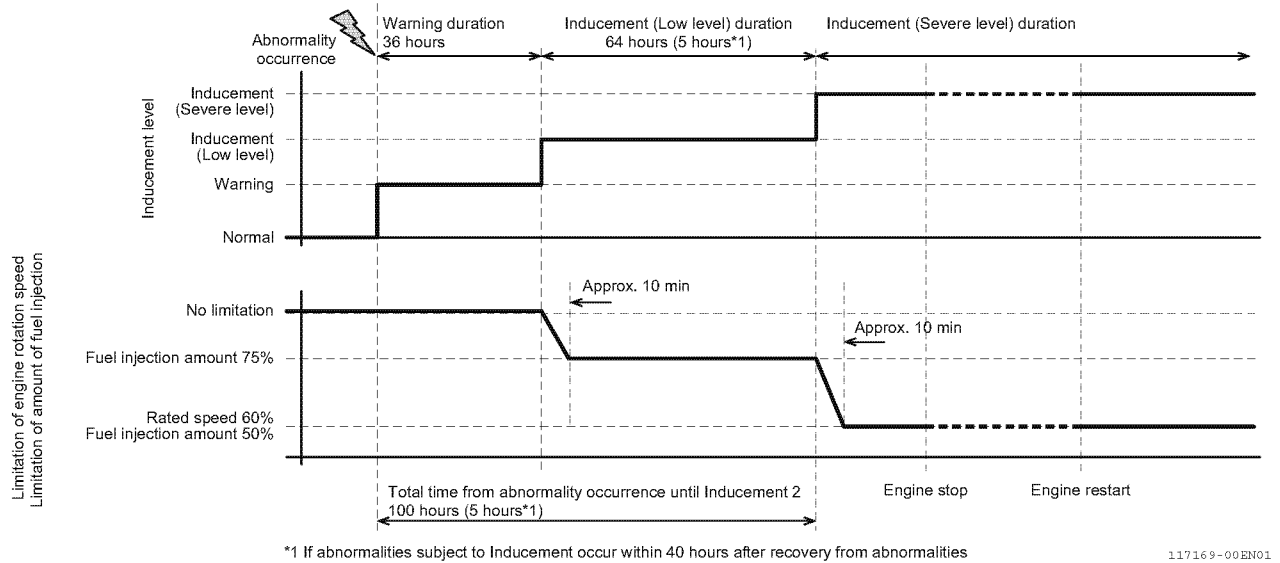 Warning duration
36 hours
Inducement (Low level) duration
64 hours (5 hours*1)
Inducement (Severe level) duration
Abnormality
occurrence
Inducement level
Inducement
(Severe level)
Inducement
(Low level)
Warning
Normal
Limitation of engine rotation speed
Limitation of amount of fuel injection
No limitation
Approx. 10 min
Approx. 10 min
Fuel injection amount 75%
Rated speed 60%
Fuel injection amount 50%
Total time from abnormality occurrence until Inducement 2
100 hours (5 hours*1)
Engine stop
Engine restart
*1 If abnormalities subject to Inducement occur within 40 hours after recovery from abnormalities
117169-00EN01